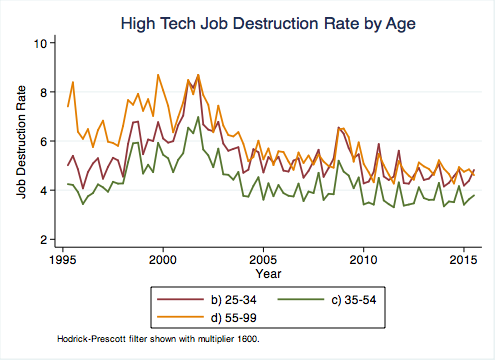 High Tech Job Destruction Rate by Age
10
8
6
4
2
Job Destruction Rate
1995 2000 2005 2010 2015
Year
b) 25-34 c) 35-54
d) 55-99
Hodrick-Prescott filter shown with multiplier 1600.